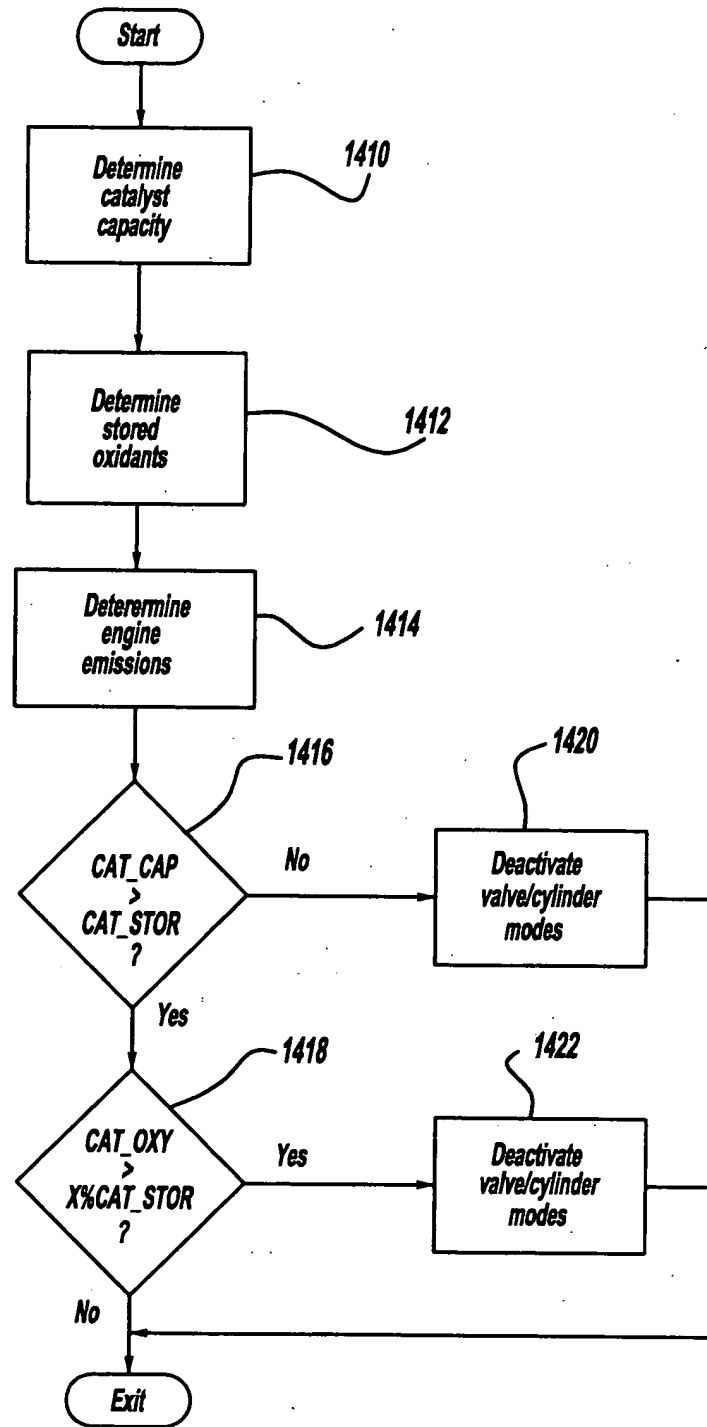 Start
Determine
catalyst
capacity
1410
Determine
stored
oxidants
1412
Deterermine
engine
emissions
1414
1416
CAT_CAP
>
CAT_STOR
?
No
1420
Deactivate
valve/cylinder
modes
Yes
1418
CAT_OXY
>
X%CAT_STOR
?
Yes
1422
Deactivate
valve/cylinder
modes
No
Exit